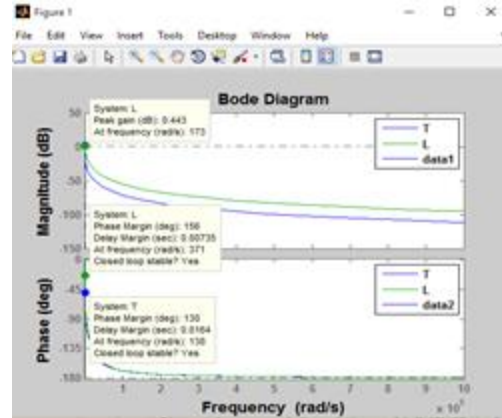 Figure 1
File Edit View Insert Tools Desktop Window Help
Bode Diagram
System: L
Peak gain (dB): 0.443
At frequency (rad/s): 173
T
L
data1
Magnitude (dB)
50
0
-50
-100
-150
System: L
Phase Margin (deg): 156
Delay Margin (sec): 0.00735
At frequency (rad/s): 371
Closed loop stable? Yes
T
L
data2
Phase (deg)
0
-45
-90
-135
-180
System: T
Phase Margin (deg): 130
Delay Margin (sec): 0.0164
At frequency (rad/s): 138
Closed loop stable? Yes
1 2 3 4 5 6 7 8 9 10
Frequency (rad/s)